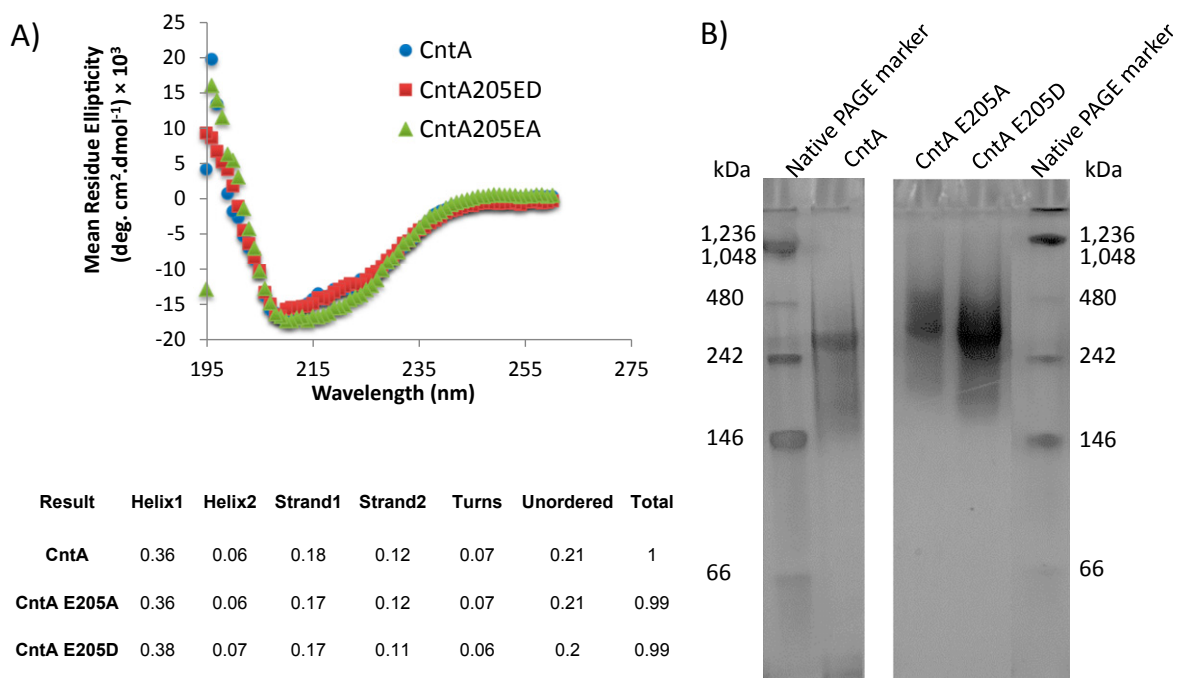 A)
Mean Residue Ellipticity
(deg. cm².dmol⁻¹) × 10³
25
20
15
10
5
0
-5
-10
-15
-20
195
215
235
255
275
Wavelength (nm)
CntA
CntA205ED
CntA205EA
Result Helix1 Helix2 Strand1 Strand2 Turns Unordered Total
CntA 0.36 0.06 0.18 0.12 0.07 0.21 1
CntA E205A 0.36 0.06 0.17 0.12 0.07 0.21 0.99
CntA E205D 0.38 0.07 0.17 0.11 0.06 0.2 0.99
B)
Native PAGE marker
CntA
CntA E205A
CntA E205D
Native PAGE marker
kDa
1,236
1,048
480
242
146
66
kDa
1,236
1,048
480
242
146
66